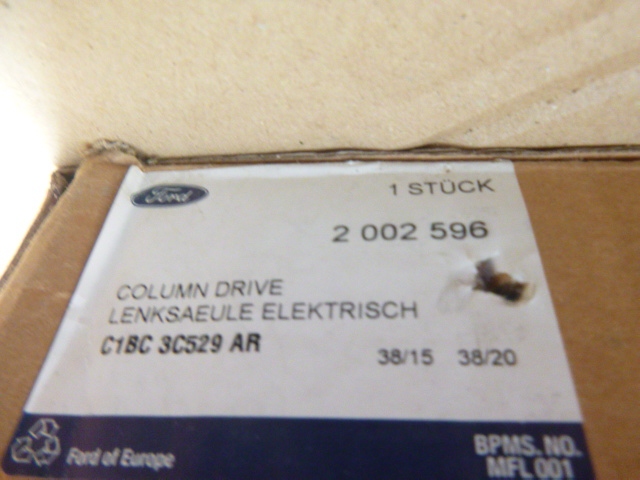 Ford
1 STÜCK
2 002 596
COLUMN DRIVE
LENKSAEULE ELEKTRISCH
C1BC 3C529 AR
38/15 38/20
Ford of Europe
BPMS. NO.
MFL 001